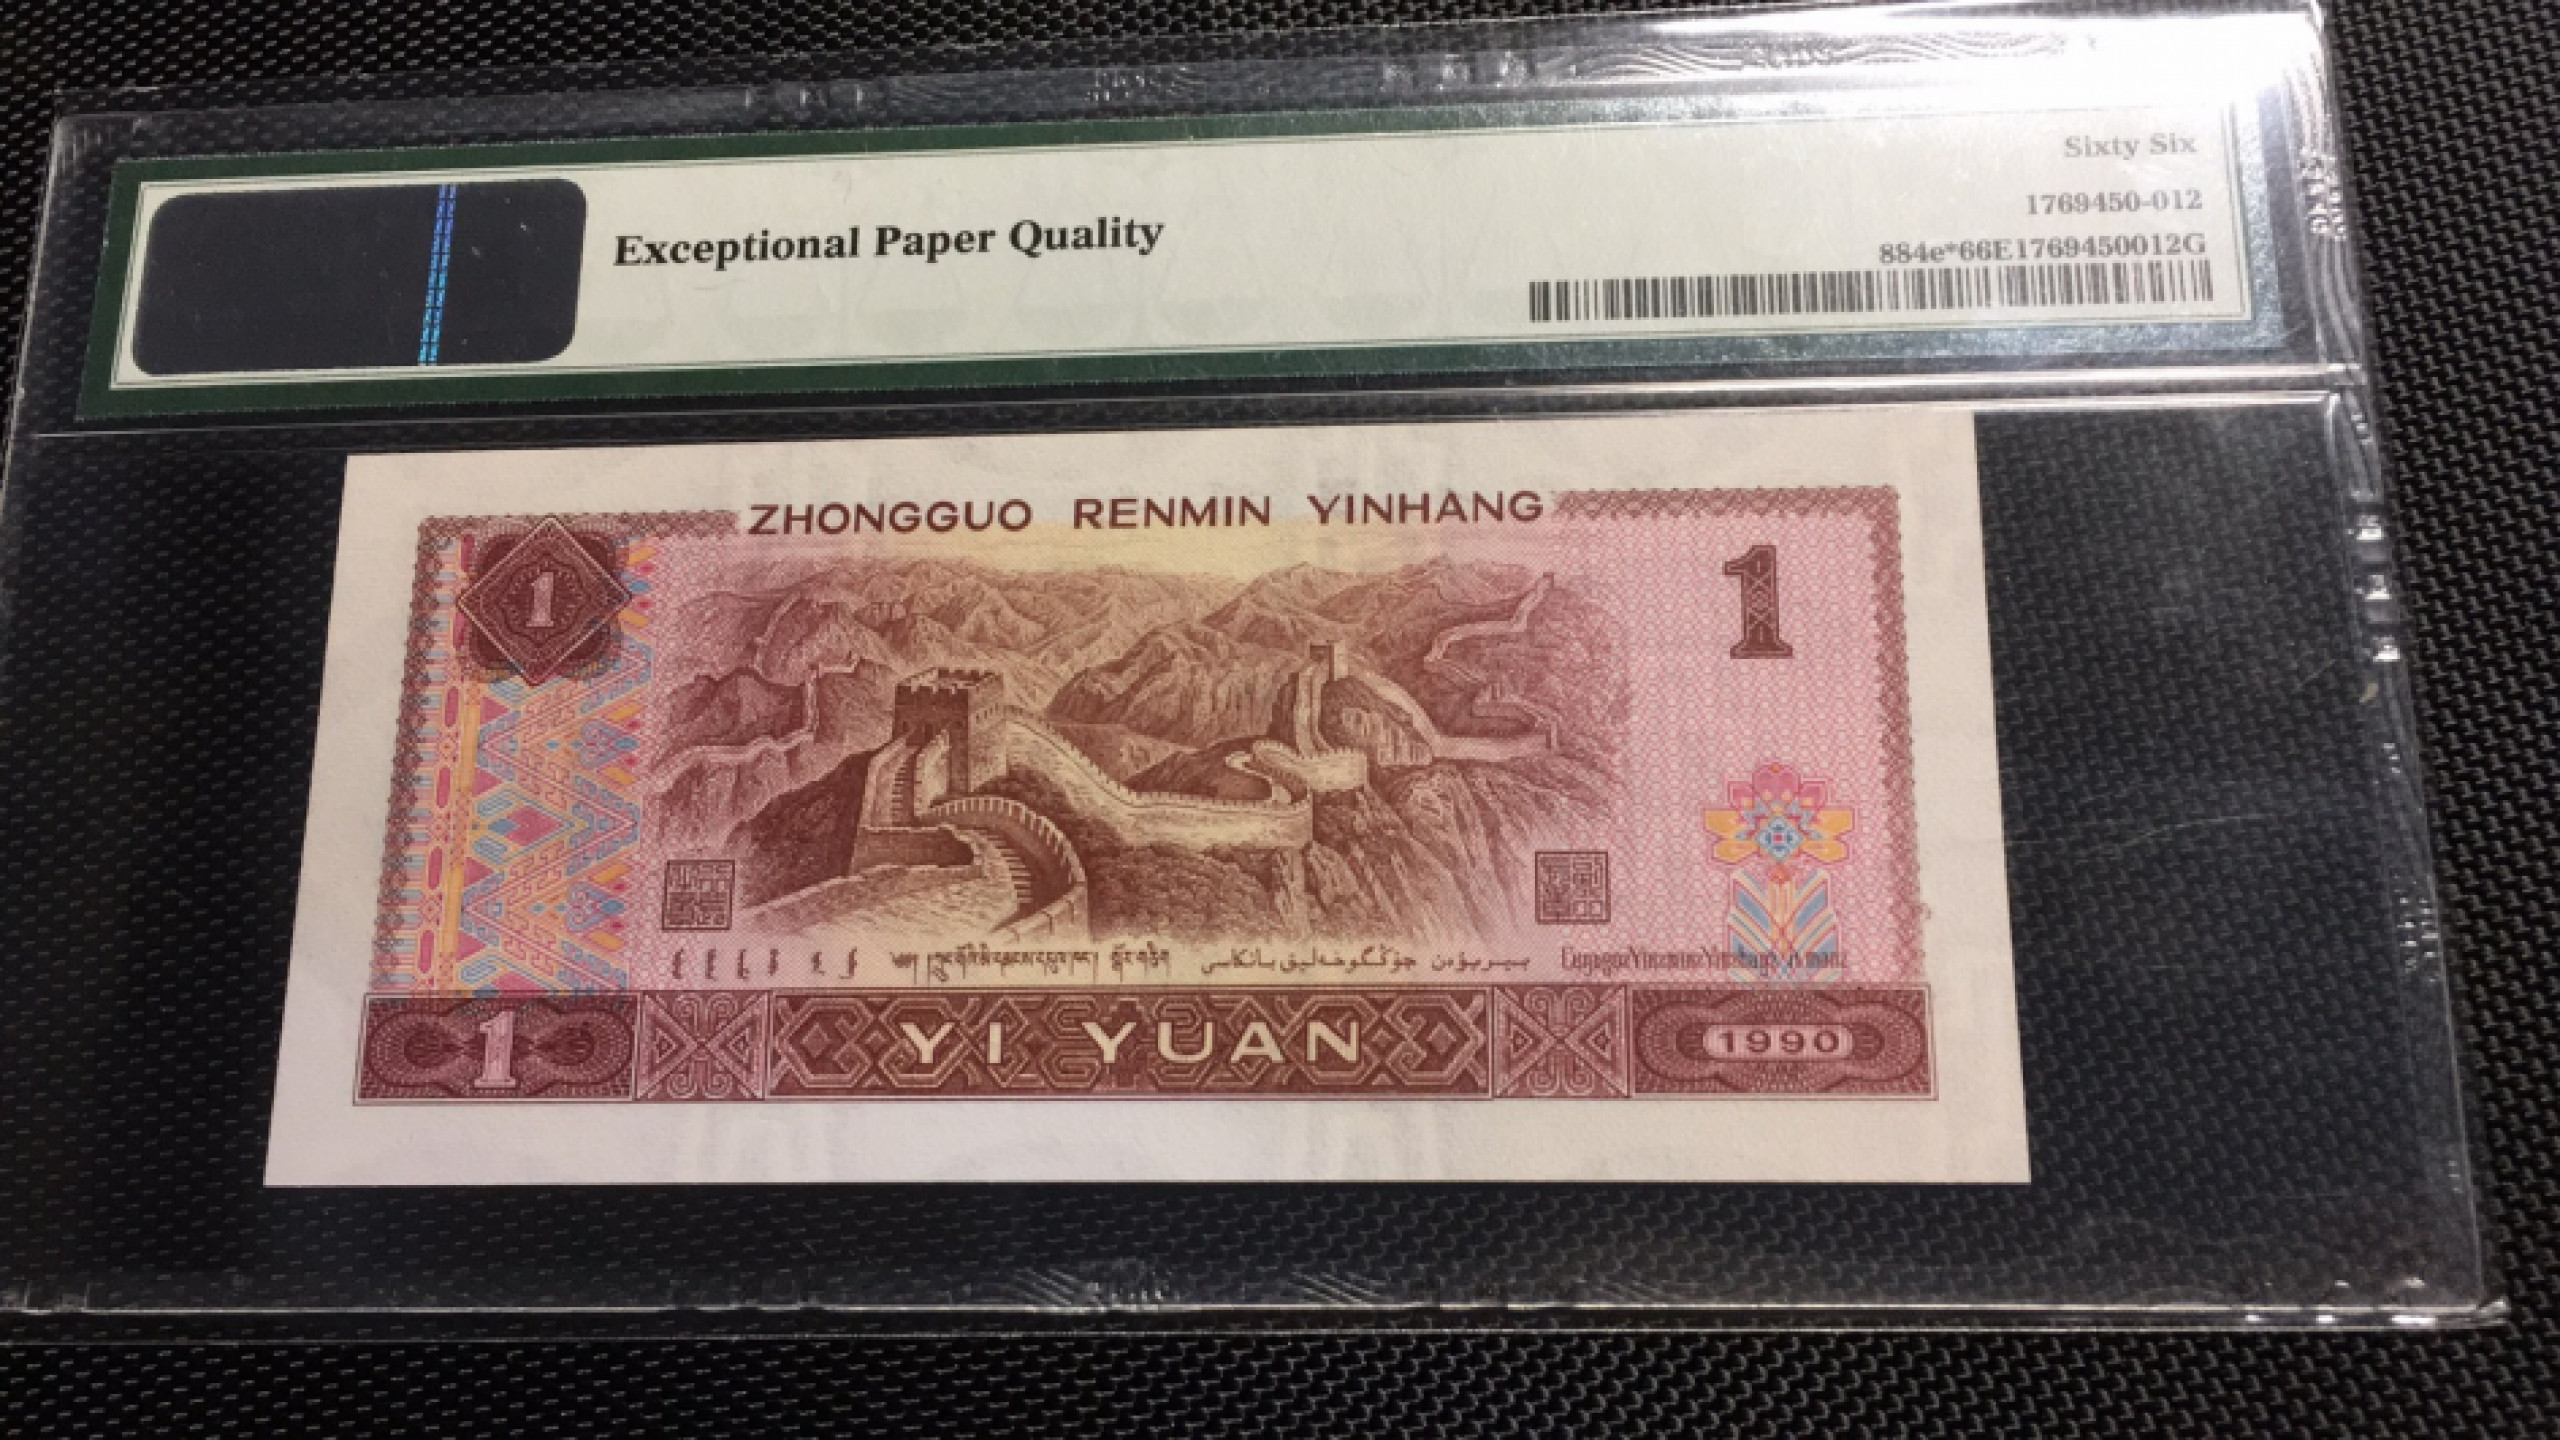 Sixty Six
1769450-012
Exceptional Paper Quality
884e*66E1769450012G
ZHONGGUO RENMIN YINHANG
1
1
1
YI YUAN
1990